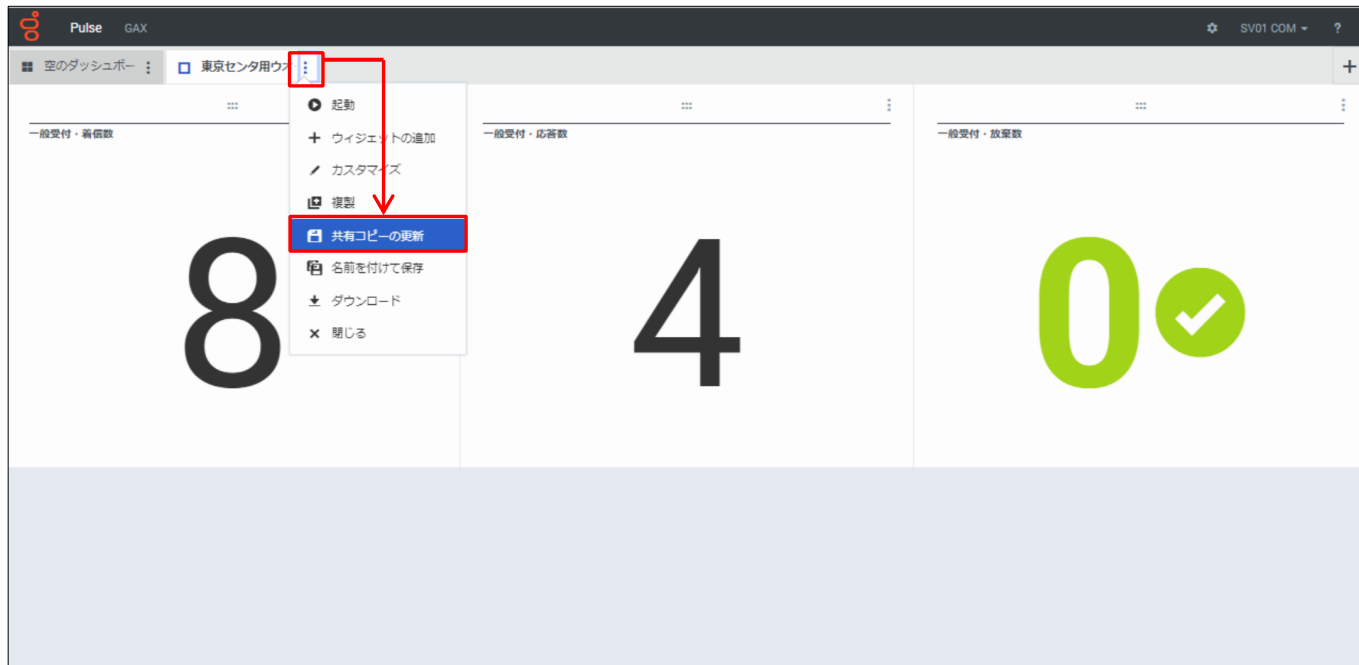 Pulse GAX SV01 COM ?
空のダッシュボー 東京センタ用ウォ
起動
一般受付・着信数 一般受付・応答数 一般受付・放棄数
ウィジェットの追加
カスタマイズ
複製
共有コピーの更新
名前を付けて保存
ダウンロード
閉じる
8 4 0